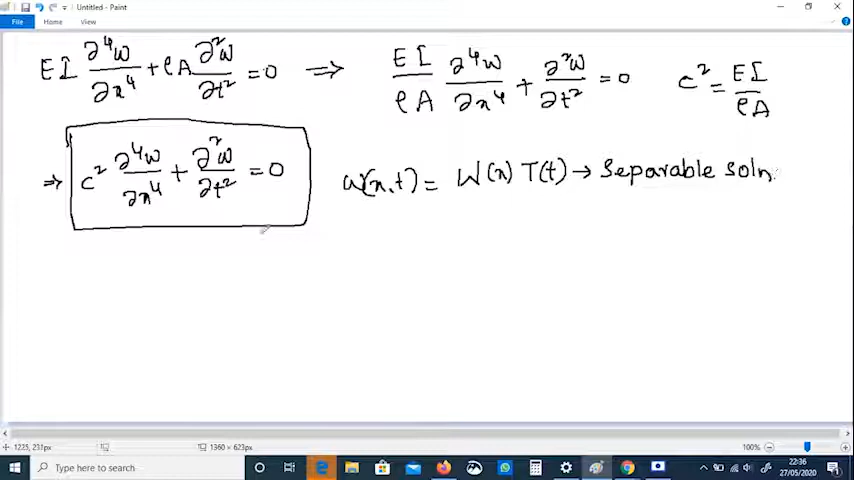 Untitled - Paint
File Home View
EI ∂⁴w/∂x⁴ + ρA ∂²w/∂t² = 0 ⇒ EI/ρA ∂⁴w/∂x⁴ + ∂²w/∂t² = 0 c² = EI/ρA
⇒ c² ∂⁴w/∂x⁴ + ∂²w/∂t² = 0 w(x,t) = W(x) T(t) → Separable soln.
1225, 231px 1360 × 623px 100%
Type here to search
22:36
27/05/2020